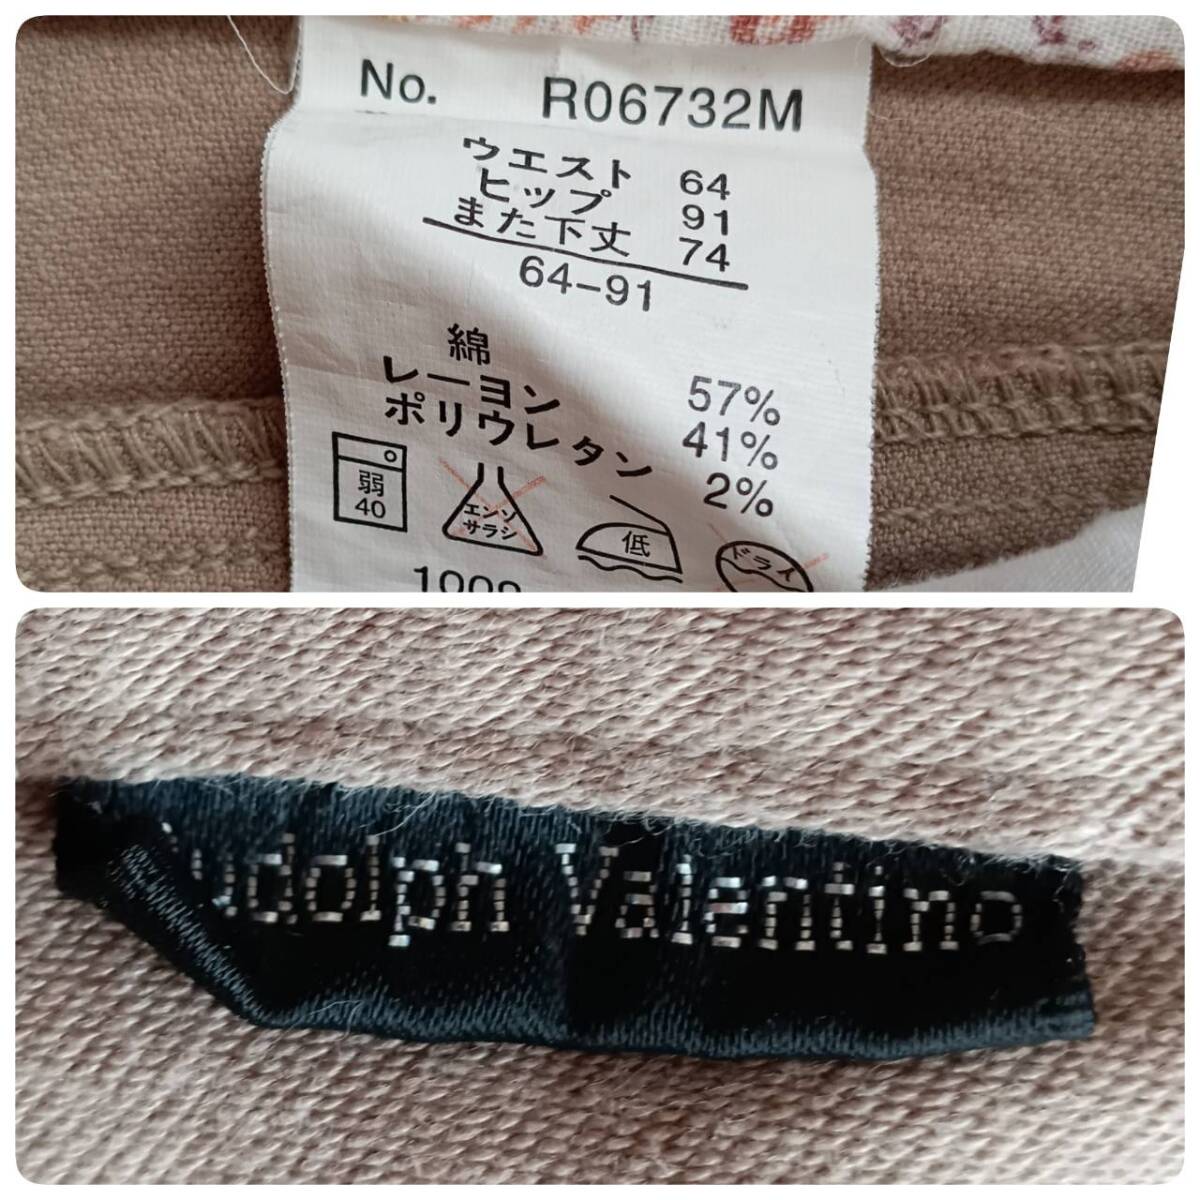 No. R06732M
ウエスト 64
ヒップ 91
また下丈 74
64-91
綿 57%
レーヨン 41%
ポリウレタン 2%
弱
40
エンソ
サラシ
低
ドライ
Valentino